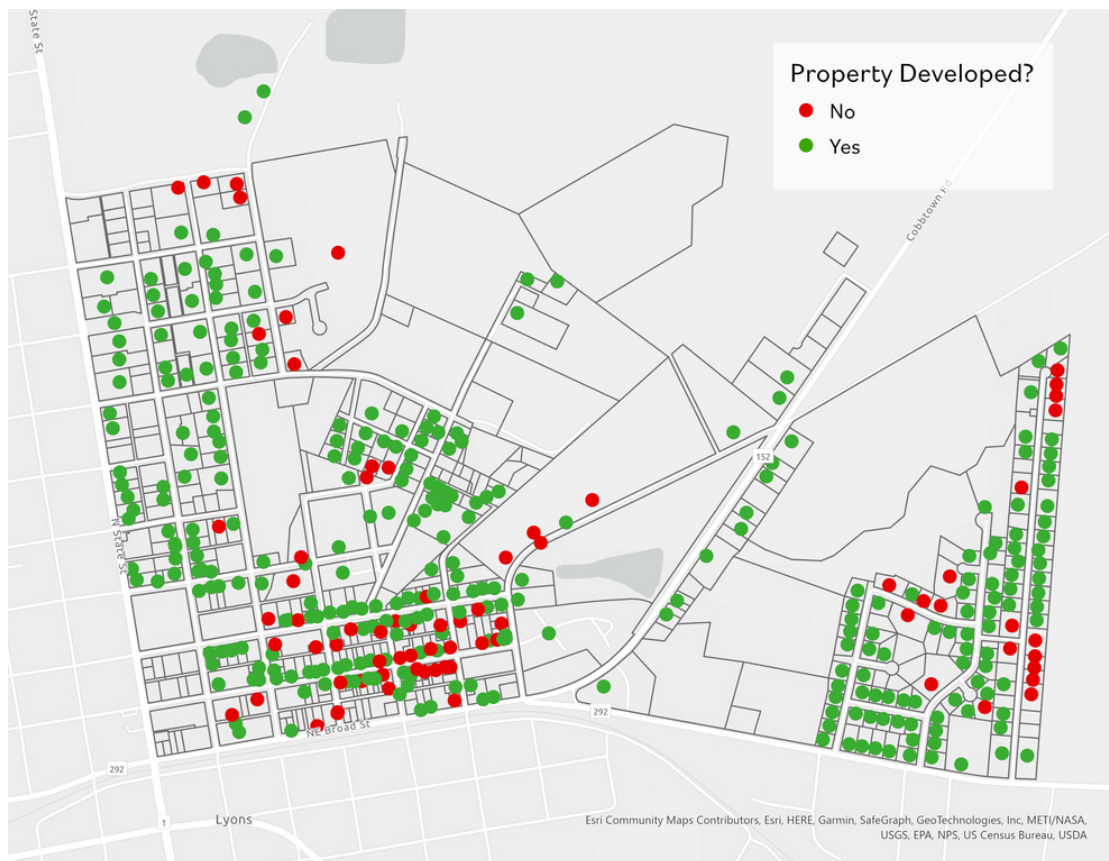 State St
Property Developed?
No
Yes
Cobbtown Rd
152
N State St
292
NE Broad St
292
1
Lyons
Esri Community Maps Contributors, Esri, HERE, Garmin, SafeGraph, GeoTechnologies, Inc, METI/NASA,
USGS, EPA, NPS, US Census Bureau, USDA